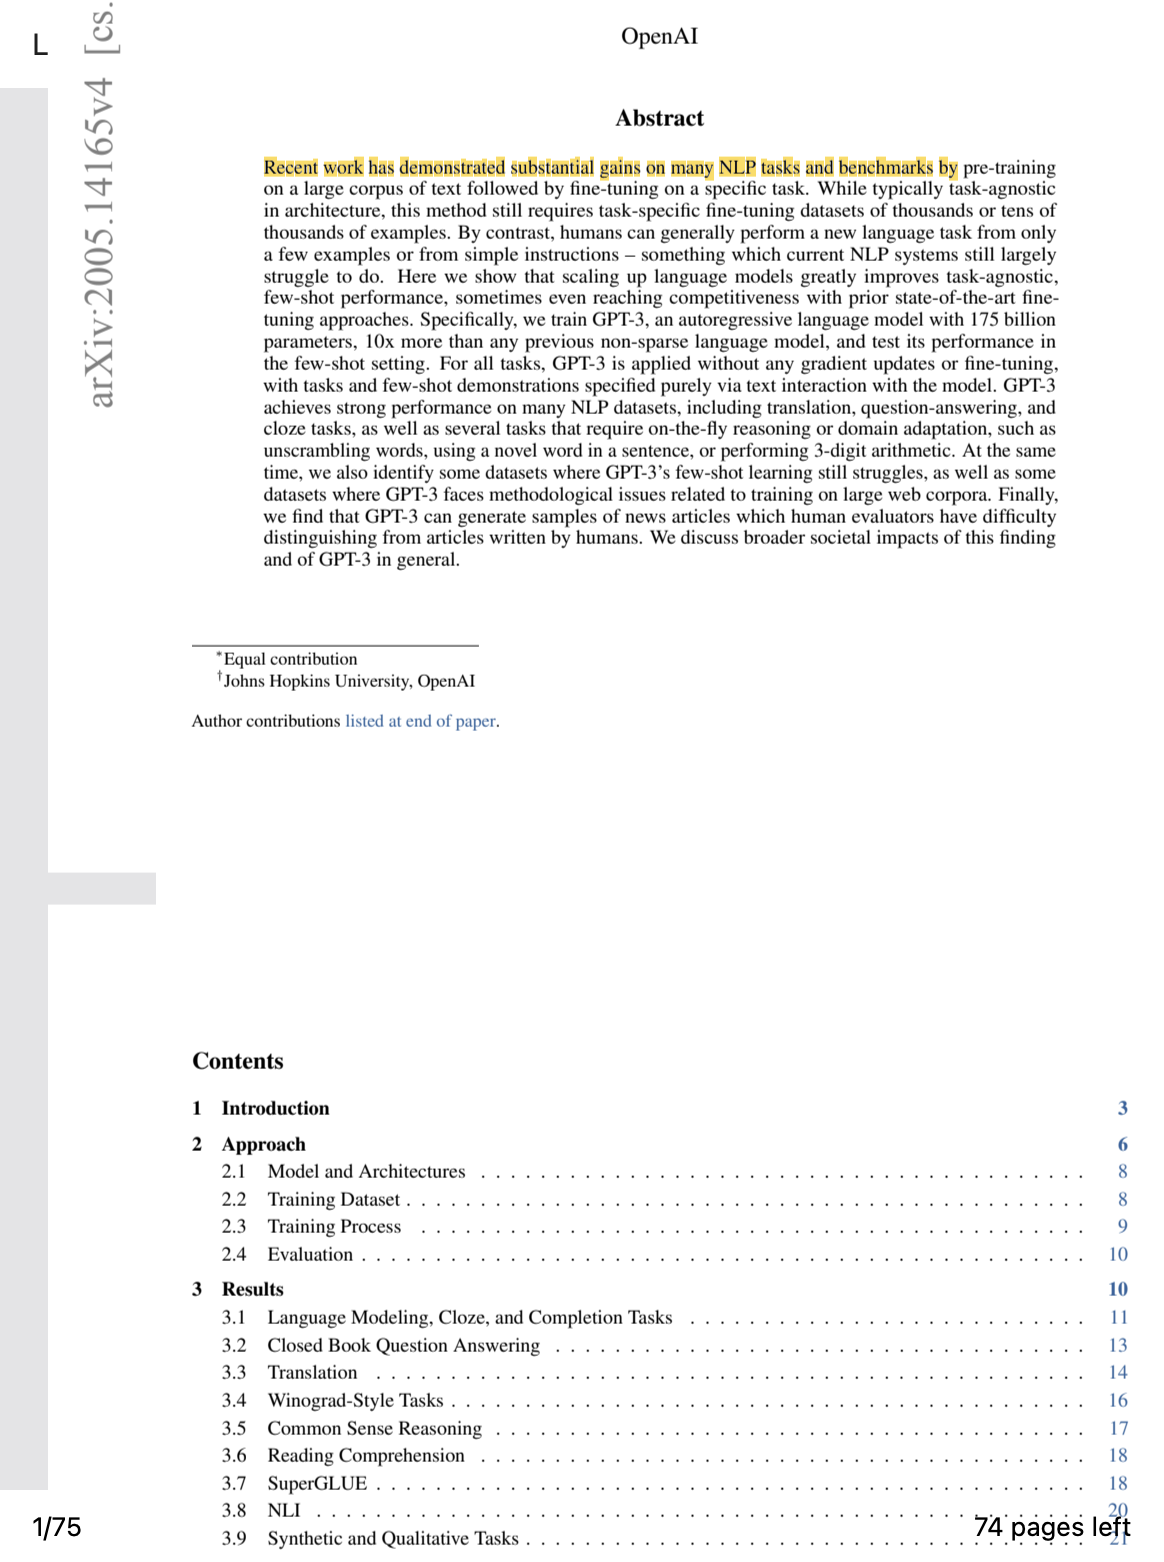 L
arXiv:2005.14165v4 [cs.
OpenAI
Abstract
Recent work has demonstrated substantial gains on many NLP tasks and benchmarks by pre-training
on a large corpus of text followed by fine-tuning on a specific task. While typically task-agnostic
in architecture, this method still requires task-specific fine-tuning datasets of thousands or tens of
thousands of examples. By contrast, humans can generally perform a new language task from only
a few examples or from simple instructions – something which current NLP systems still largely
struggle to do. Here we show that scaling up language models greatly improves task-agnostic,
few-shot performance, sometimes even reaching competitiveness with prior state-of-the-art fine-
tuning approaches. Specifically, we train GPT-3, an autoregressive language model with 175 billion
parameters, 10x more than any previous non-sparse language model, and test its performance in
the few-shot setting. For all tasks, GPT-3 is applied without any gradient updates or fine-tuning,
with tasks and few-shot demonstrations specified purely via text interaction with the model. GPT-3
achieves strong performance on many NLP datasets, including translation, question-answering, and
cloze tasks, as well as several tasks that require on-the-fly reasoning or domain adaptation, such as
unscrambling words, using a novel word in a sentence, or performing 3-digit arithmetic. At the same
time, we also identify some datasets where GPT-3's few-shot learning still struggles, as well as some
datasets where GPT-3 faces methodological issues related to training on large web corpora. Finally,
we find that GPT-3 can generate samples of news articles which human evaluators have difficulty
distinguishing from articles written by humans. We discuss broader societal impacts of this finding
and of GPT-3 in general.
*Equal contribution
†Johns Hopkins University, OpenAI
Author contributions listed at end of paper.
Contents
1 Introduction 3
2 Approach 6
2.1 Model and Architectures . . . . . . . . . . . . . . . . . . . . . . . . . . . . . . . . . . . . . . . . . 8
2.2 Training Dataset . . . . . . . . . . . . . . . . . . . . . . . . . . . . . . . . . . . . . . . . . . . . . . 8
2.3 Training Process . . . . . . . . . . . . . . . . . . . . . . . . . . . . . . . . . . . . . . . . . . . . . 9
2.4 Evaluation . . . . . . . . . . . . . . . . . . . . . . . . . . . . . . . . . . . . . . . . . . . . . . . . . 10
3 Results 10
3.1 Language Modeling, Cloze, and Completion Tasks . . . . . . . . . . . . . . . . . . . . . . . . . . . 11
3.2 Closed Book Question Answering . . . . . . . . . . . . . . . . . . . . . . . . . . . . . . . . . . . . 13
3.3 Translation . . . . . . . . . . . . . . . . . . . . . . . . . . . . . . . . . . . . . . . . . . . . . . . . 14
3.4 Winograd-Style Tasks . . . . . . . . . . . . . . . . . . . . . . . . . . . . . . . . . . . . . . . . . . . 16
3.5 Common Sense Reasoning . . . . . . . . . . . . . . . . . . . . . . . . . . . . . . . . . . . . . . . . 17
3.6 Reading Comprehension . . . . . . . . . . . . . . . . . . . . . . . . . . . . . . . . . . . . . . . . . 18
3.7 SuperGLUE . . . . . . . . . . . . . . . . . . . . . . . . . . . . . . . . . . . . . . . . . . . . . . . . 18
3.8 NLI . . . . . . . . . . . . . . . . . . . . . . . . . . . . . . . . . . . . . . . . . . . . . . . . . . . . 20
3.9 Synthetic and Qualitative Tasks . . . . . . . . . . . . . . . . . . . . . . . . . . . . . . . . . . . . . . 21
1/75
74 pages left